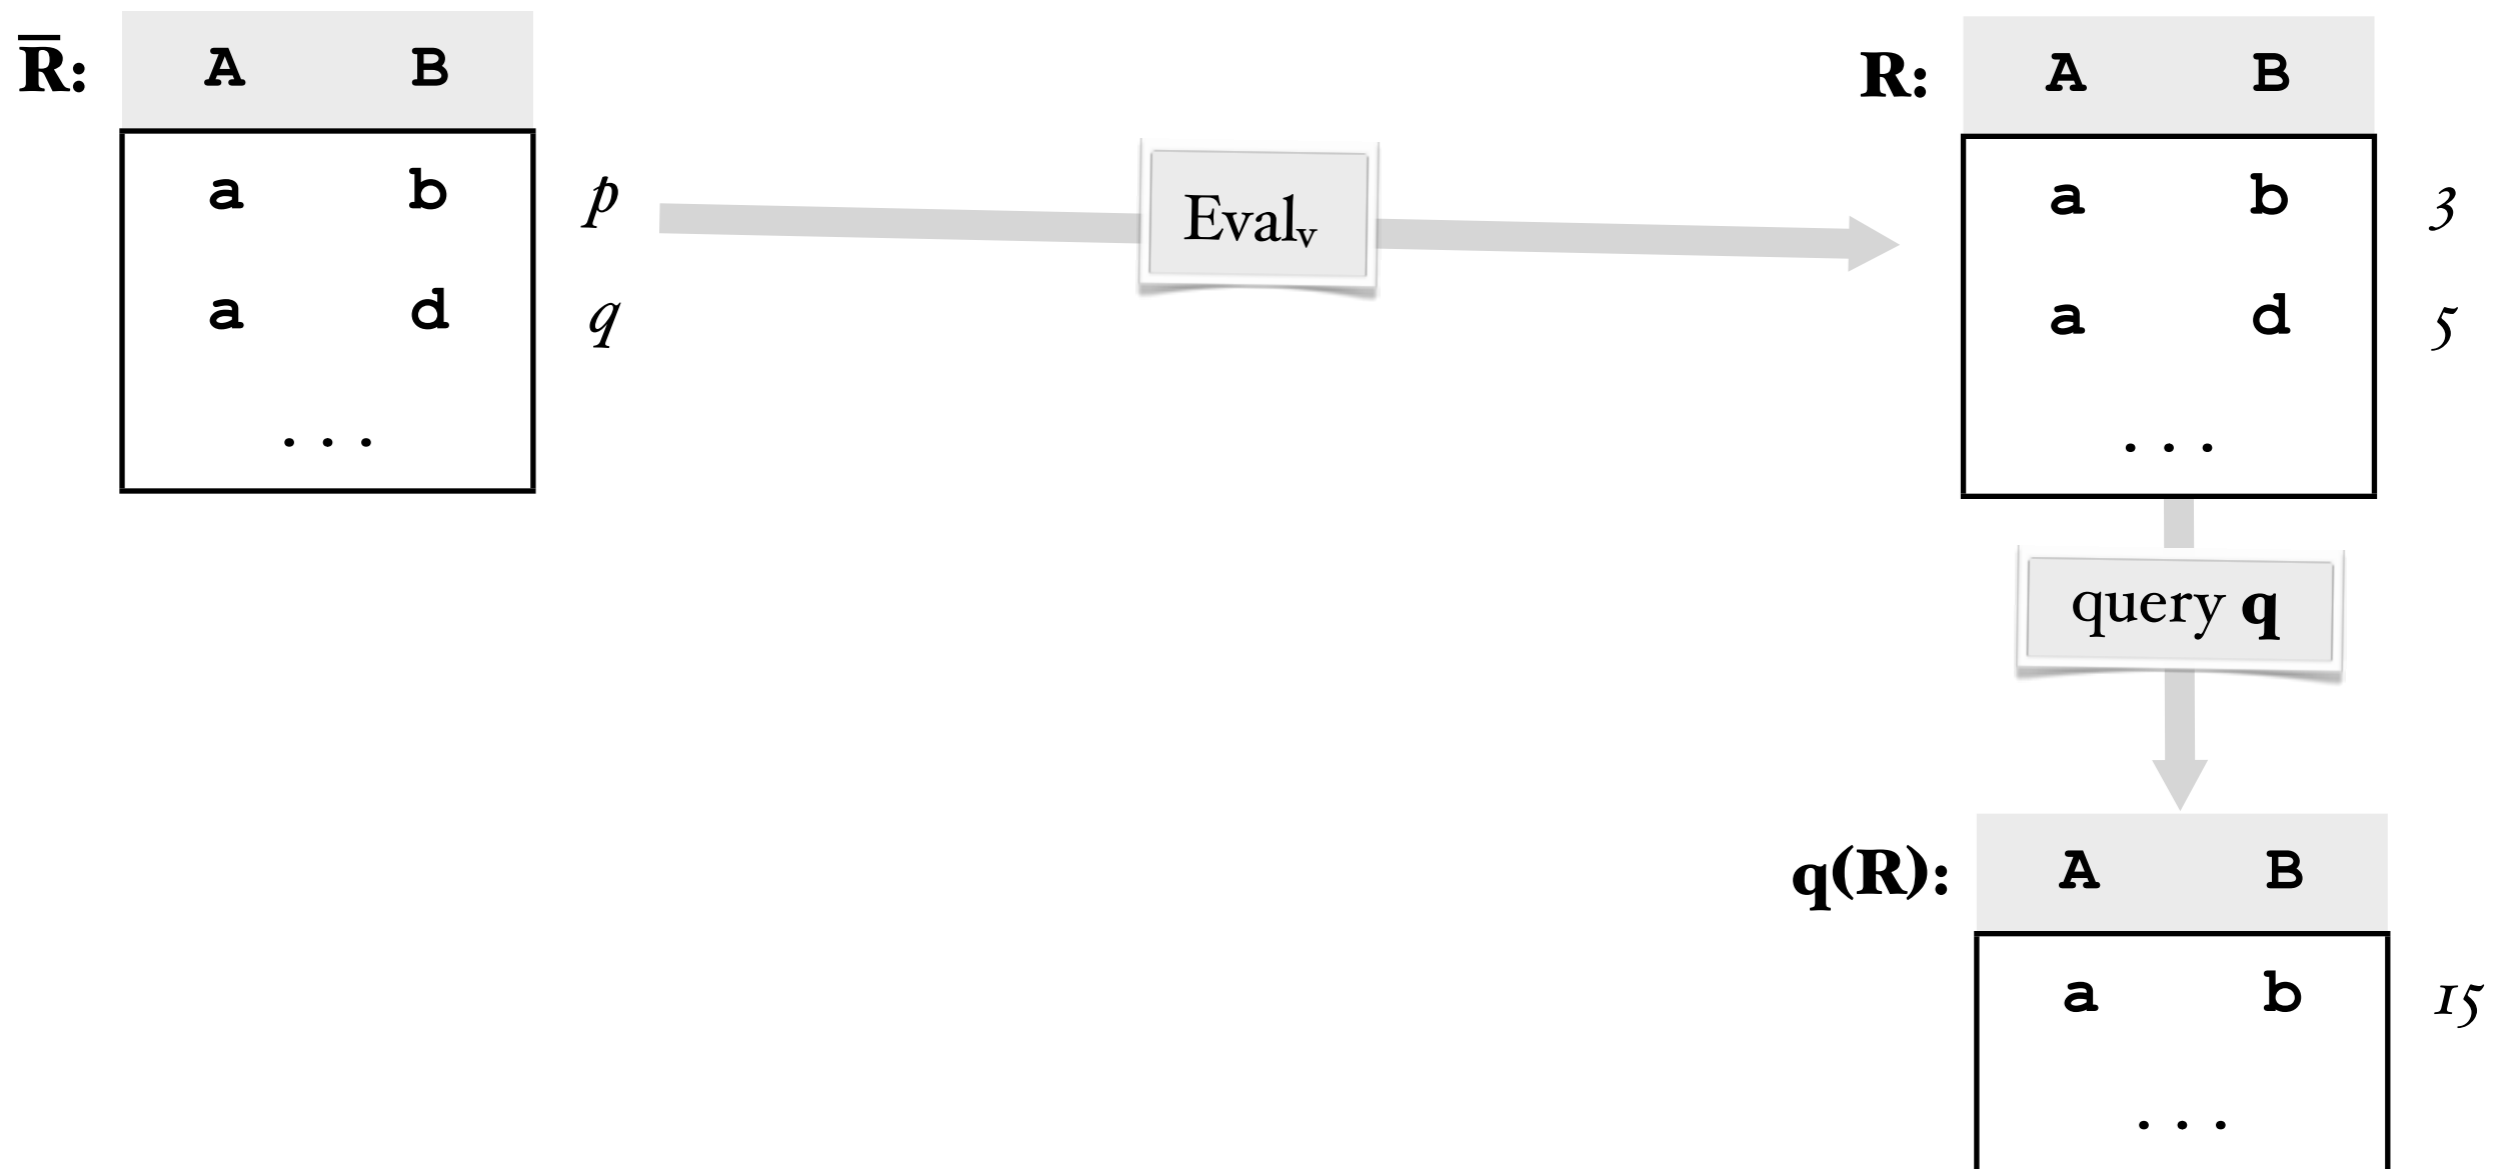 R̅: A B
a b p
a d q
...
Evalᵥ
R: A B
a b 3
a d 5
...
query q
q(R): A B
a b 15
...